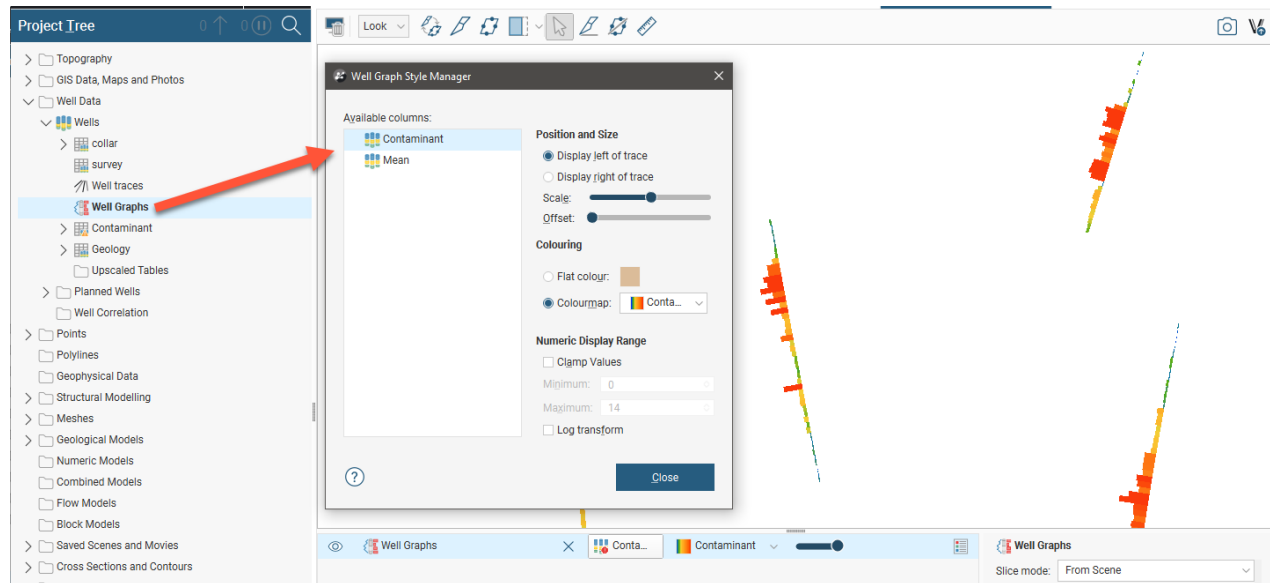 Project Tree
0
0
Look
Topography
GIS Data, Maps and Photos
Well Data
Wells
collar
survey
Well traces
Well Graphs
Contaminant
Geology
Upscaled Tables
Planned Wells
Well Correlation
Points
Polylines
Geophysical Data
Structural Modelling
Meshes
Geological Models
Numeric Models
Combined Models
Flow Models
Block Models
Saved Scenes and Movies
Cross Sections and Contours
Well Graph Style Manager
Available columns:
Contaminant
Mean
Position and Size
Display left of trace
Display right of trace
Scale:
Offset:
Colouring
Flat colour:
Colourmap: Conta...
Numeric Display Range
Clamp Values
Minimum: 0
Maximum: 14
Log transform
?
Close
Well Graphs Conta... Contaminant
Well Graphs
Slice mode: From Scene